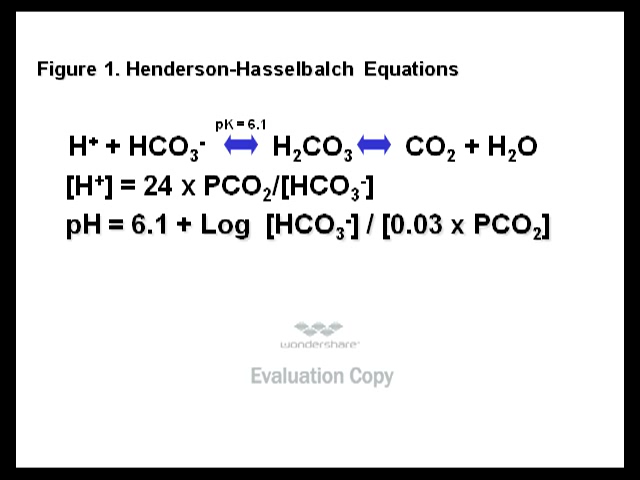 Figure 1. Henderson-Hasselbalch Equations
pK = 6.1
H⁺ + HCO₃⁻ ⇔ H₂CO₃ ⇔ CO₂ + H₂O
[H⁺] = 24 x PCO₂/[HCO₃⁻]
pH = 6.1 + Log [HCO₃⁻] / [0.03 x PCO₂]
wondershare
Evaluation Copy